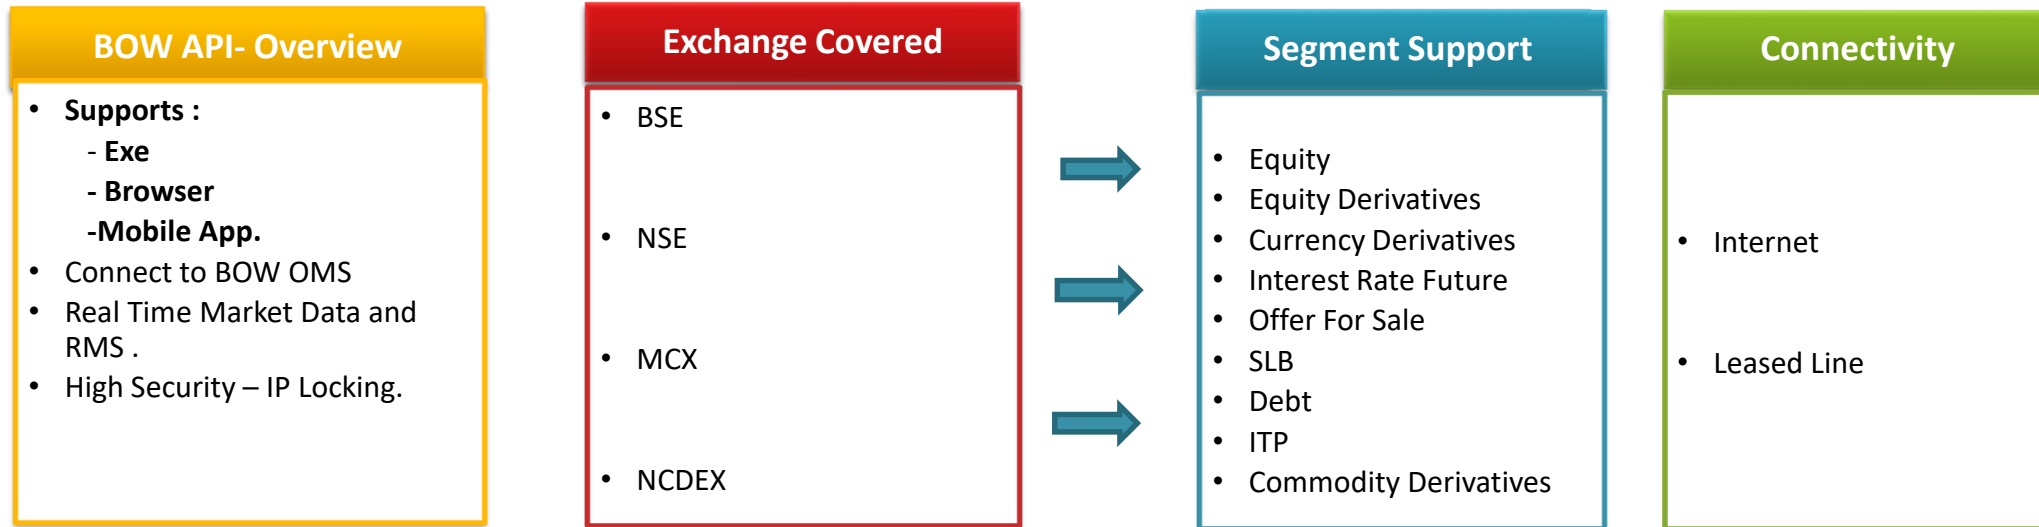 BOW API- Overview
• Supports :
- Exe
- Browser
-Mobile App.
• Connect to BOW OMS
• Real Time Market Data and
RMS .
• High Security – IP Locking.
Exchange Covered
• BSE
• NSE
• MCX
• NCDEX
Segment Support
• Equity
• Equity Derivatives
• Currency Derivatives
• Interest Rate Future
• Offer For Sale
• SLB
• Debt
• ITP
• Commodity Derivatives
Connectivity
• Internet
• Leased Line